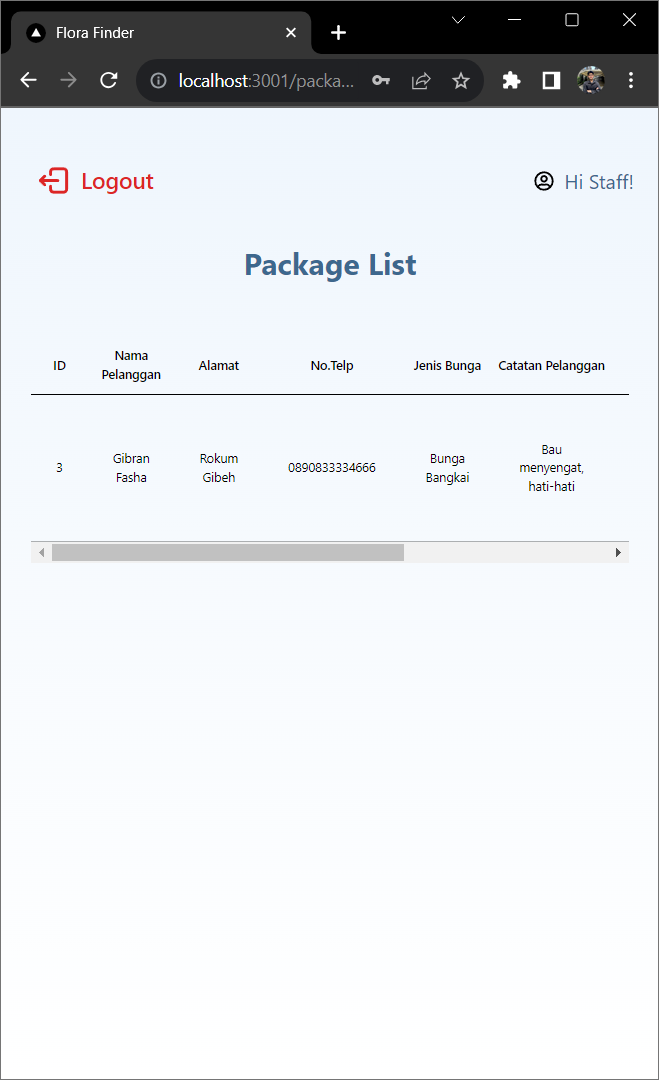 Flora Finder
localhost:3001/packa...
Logout
Hi Staff!
Package List
ID
Nama
Pelanggan
Alamat
No.Telp
Jenis Bunga
Catatan Pelanggan
3
Gibran
Fasha
Rokum
Gibeh
0890833334666
Bunga
Bangkai
Bau
menyengat,
hati-hati